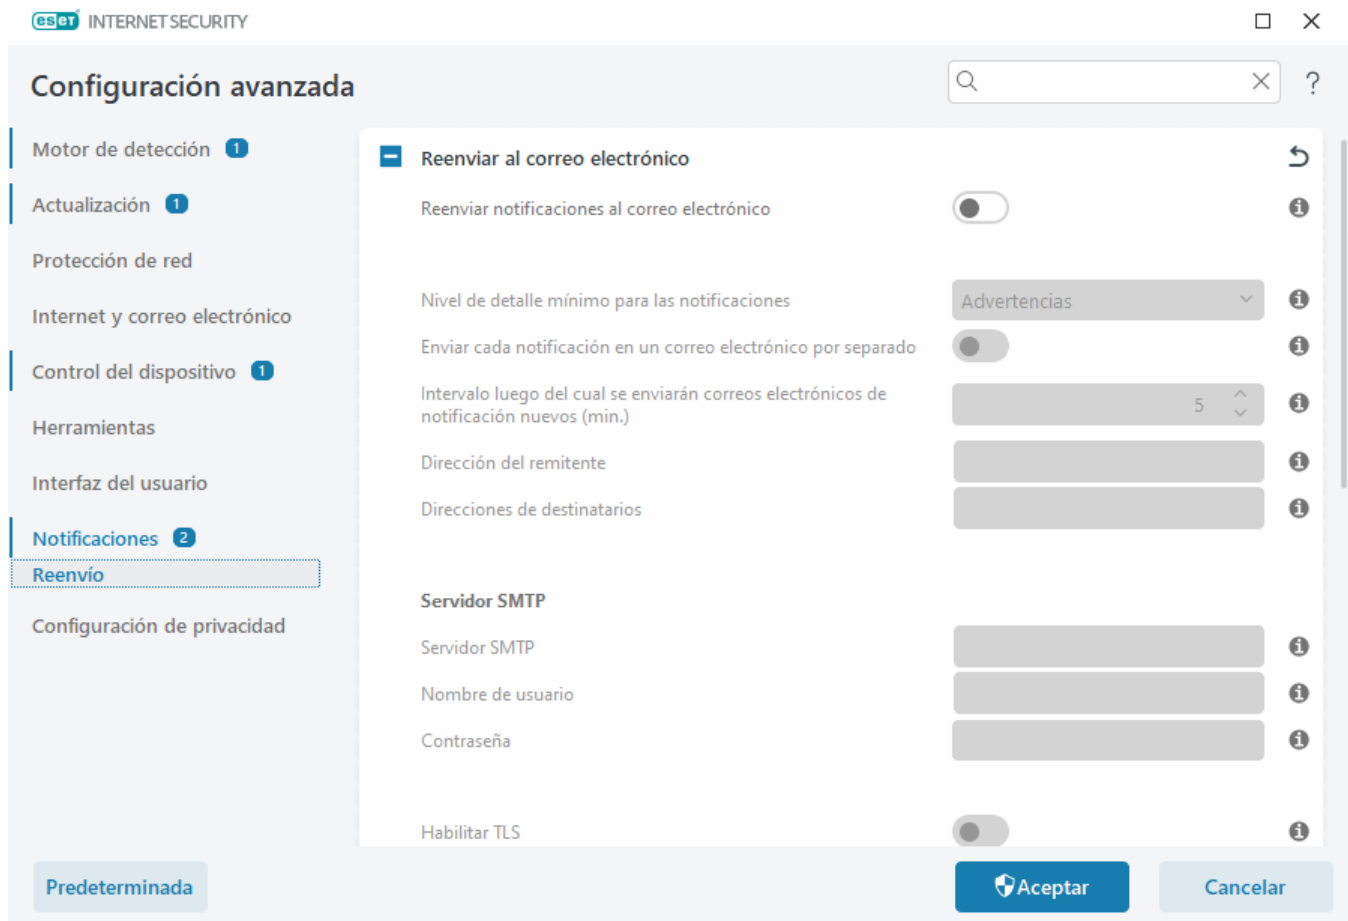 eset INTERNET SECURITY
Configuración avanzada
?
Motor de detección 1
Actualización 1
Protección de red
Internet y correo electrónico
Control del dispositivo 1
Herramientas
Interfaz del usuario
Notificaciones 2
Reenvío
Configuración de privacidad
Reenviar al correo electrónico
Reenviar notificaciones al correo electrónico
Nivel de detalle mínimo para las notificaciones
Advertencias
Enviar cada notificación en un correo electrónico por separado
Intervalo luego del cual se enviarán correos electrónicos de
notificación nuevos (min.)
5
Dirección del remitente
Direcciones de destinatarios
Servidor SMTP
Servidor SMTP
Nombre de usuario
Contraseña
Habilitar TLS
Predeterminada
Aceptar
Cancelar